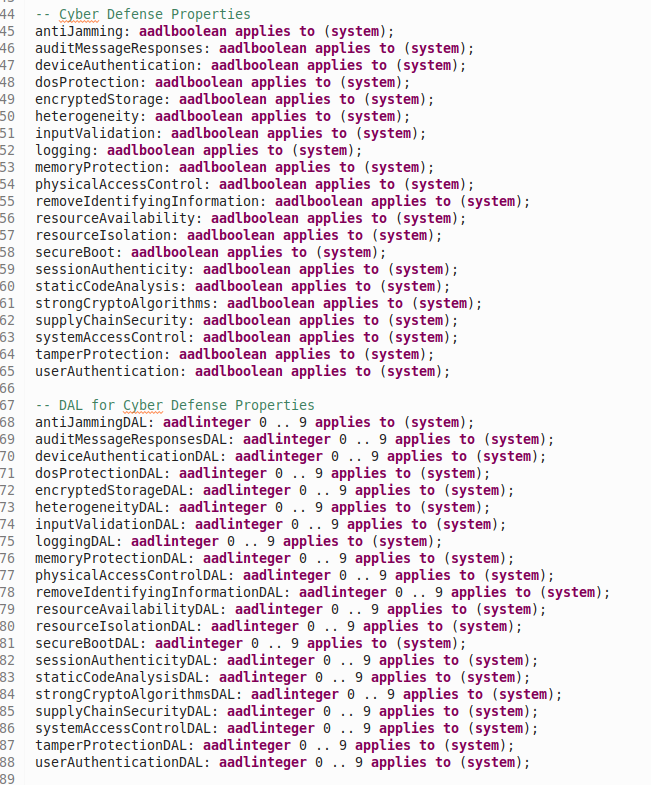 44 -- Cyber Defense Properties
45 antiJamming: aadlboolean applies to (system);
46 auditMessageResponses: aadlboolean applies to (system);
47 deviceAuthentication: aadlboolean applies to (system);
48 dosProtection: aadlboolean applies to (system);
49 encryptedStorage: aadlboolean applies to (system);
50 heterogeneity: aadlboolean applies to (system);
51 inputValidation: aadlboolean applies to (system);
52 logging: aadlboolean applies to (system);
53 memoryProtection: aadlboolean applies to (system);
54 physicalAccessControl: aadlboolean applies to (system);
55 removeIdentifyingInformation: aadlboolean applies to (system);
56 resourceAvailability: aadlboolean applies to (system);
57 resourceIsolation: aadlboolean applies to (system);
58 secureBoot: aadlboolean applies to (system);
59 sessionAuthenticity: aadlboolean applies to (system);
60 staticCodeAnalysis: aadlboolean applies to (system);
61 strongCryptoAlgorithms: aadlboolean applies to (system);
62 supplyChainSecurity: aadlboolean applies to (system);
63 systemAccessControl: aadlboolean applies to (system);
64 tamperProtection: aadlboolean applies to (system);
65 userAuthentication: aadlboolean applies to (system);
66
67 -- DAL for Cyber Defense Properties
68 antiJammingDAL: aadlinteger 0 .. 9 applies to (system);
69 auditMessageResponsesDAL: aadlinteger 0 .. 9 applies to (system);
70 deviceAuthenticationDAL: aadlinteger 0 .. 9 applies to (system);
71 dosProtectionDAL: aadlinteger 0 .. 9 applies to (system);
72 encryptedStorageDAL: aadlinteger 0 .. 9 applies to (system);
73 heterogeneityDAL: aadlinteger 0 .. 9 applies to (system);
74 inputValidationDAL: aadlinteger 0 .. 9 applies to (system);
75 loggingDAL: aadlinteger 0 .. 9 applies to (system);
76 memoryProtectionDAL: aadlinteger 0 .. 9 applies to (system);
77 physicalAccessControlDAL: aadlinteger 0 .. 9 applies to (system);
78 removeIdentifyingInformationDAL: aadlinteger 0 .. 9 applies to (system);
79 resourceAvailabilityDAL: aadlinteger 0 .. 9 applies to (system);
80 resourceIsolationDAL: aadlinteger 0 .. 9 applies to (system);
81 secureBootDAL: aadlinteger 0 .. 9 applies to (system);
82 sessionAuthenticityDAL: aadlinteger 0 .. 9 applies to (system);
83 staticCodeAnalysisDAL: aadlinteger 0 .. 9 applies to (system);
84 strongCryptoAlgorithmsDAL: aadlinteger 0 .. 9 applies to (system);
85 supplyChainSecurityDAL: aadlinteger 0 .. 9 applies to (system);
86 systemAccessControlDAL: aadlinteger 0 .. 9 applies to (system);
87 tamperProtectionDAL: aadlinteger 0 .. 9 applies to (system);
88 userAuthenticationDAL: aadlinteger 0 .. 9 applies to (system);
89